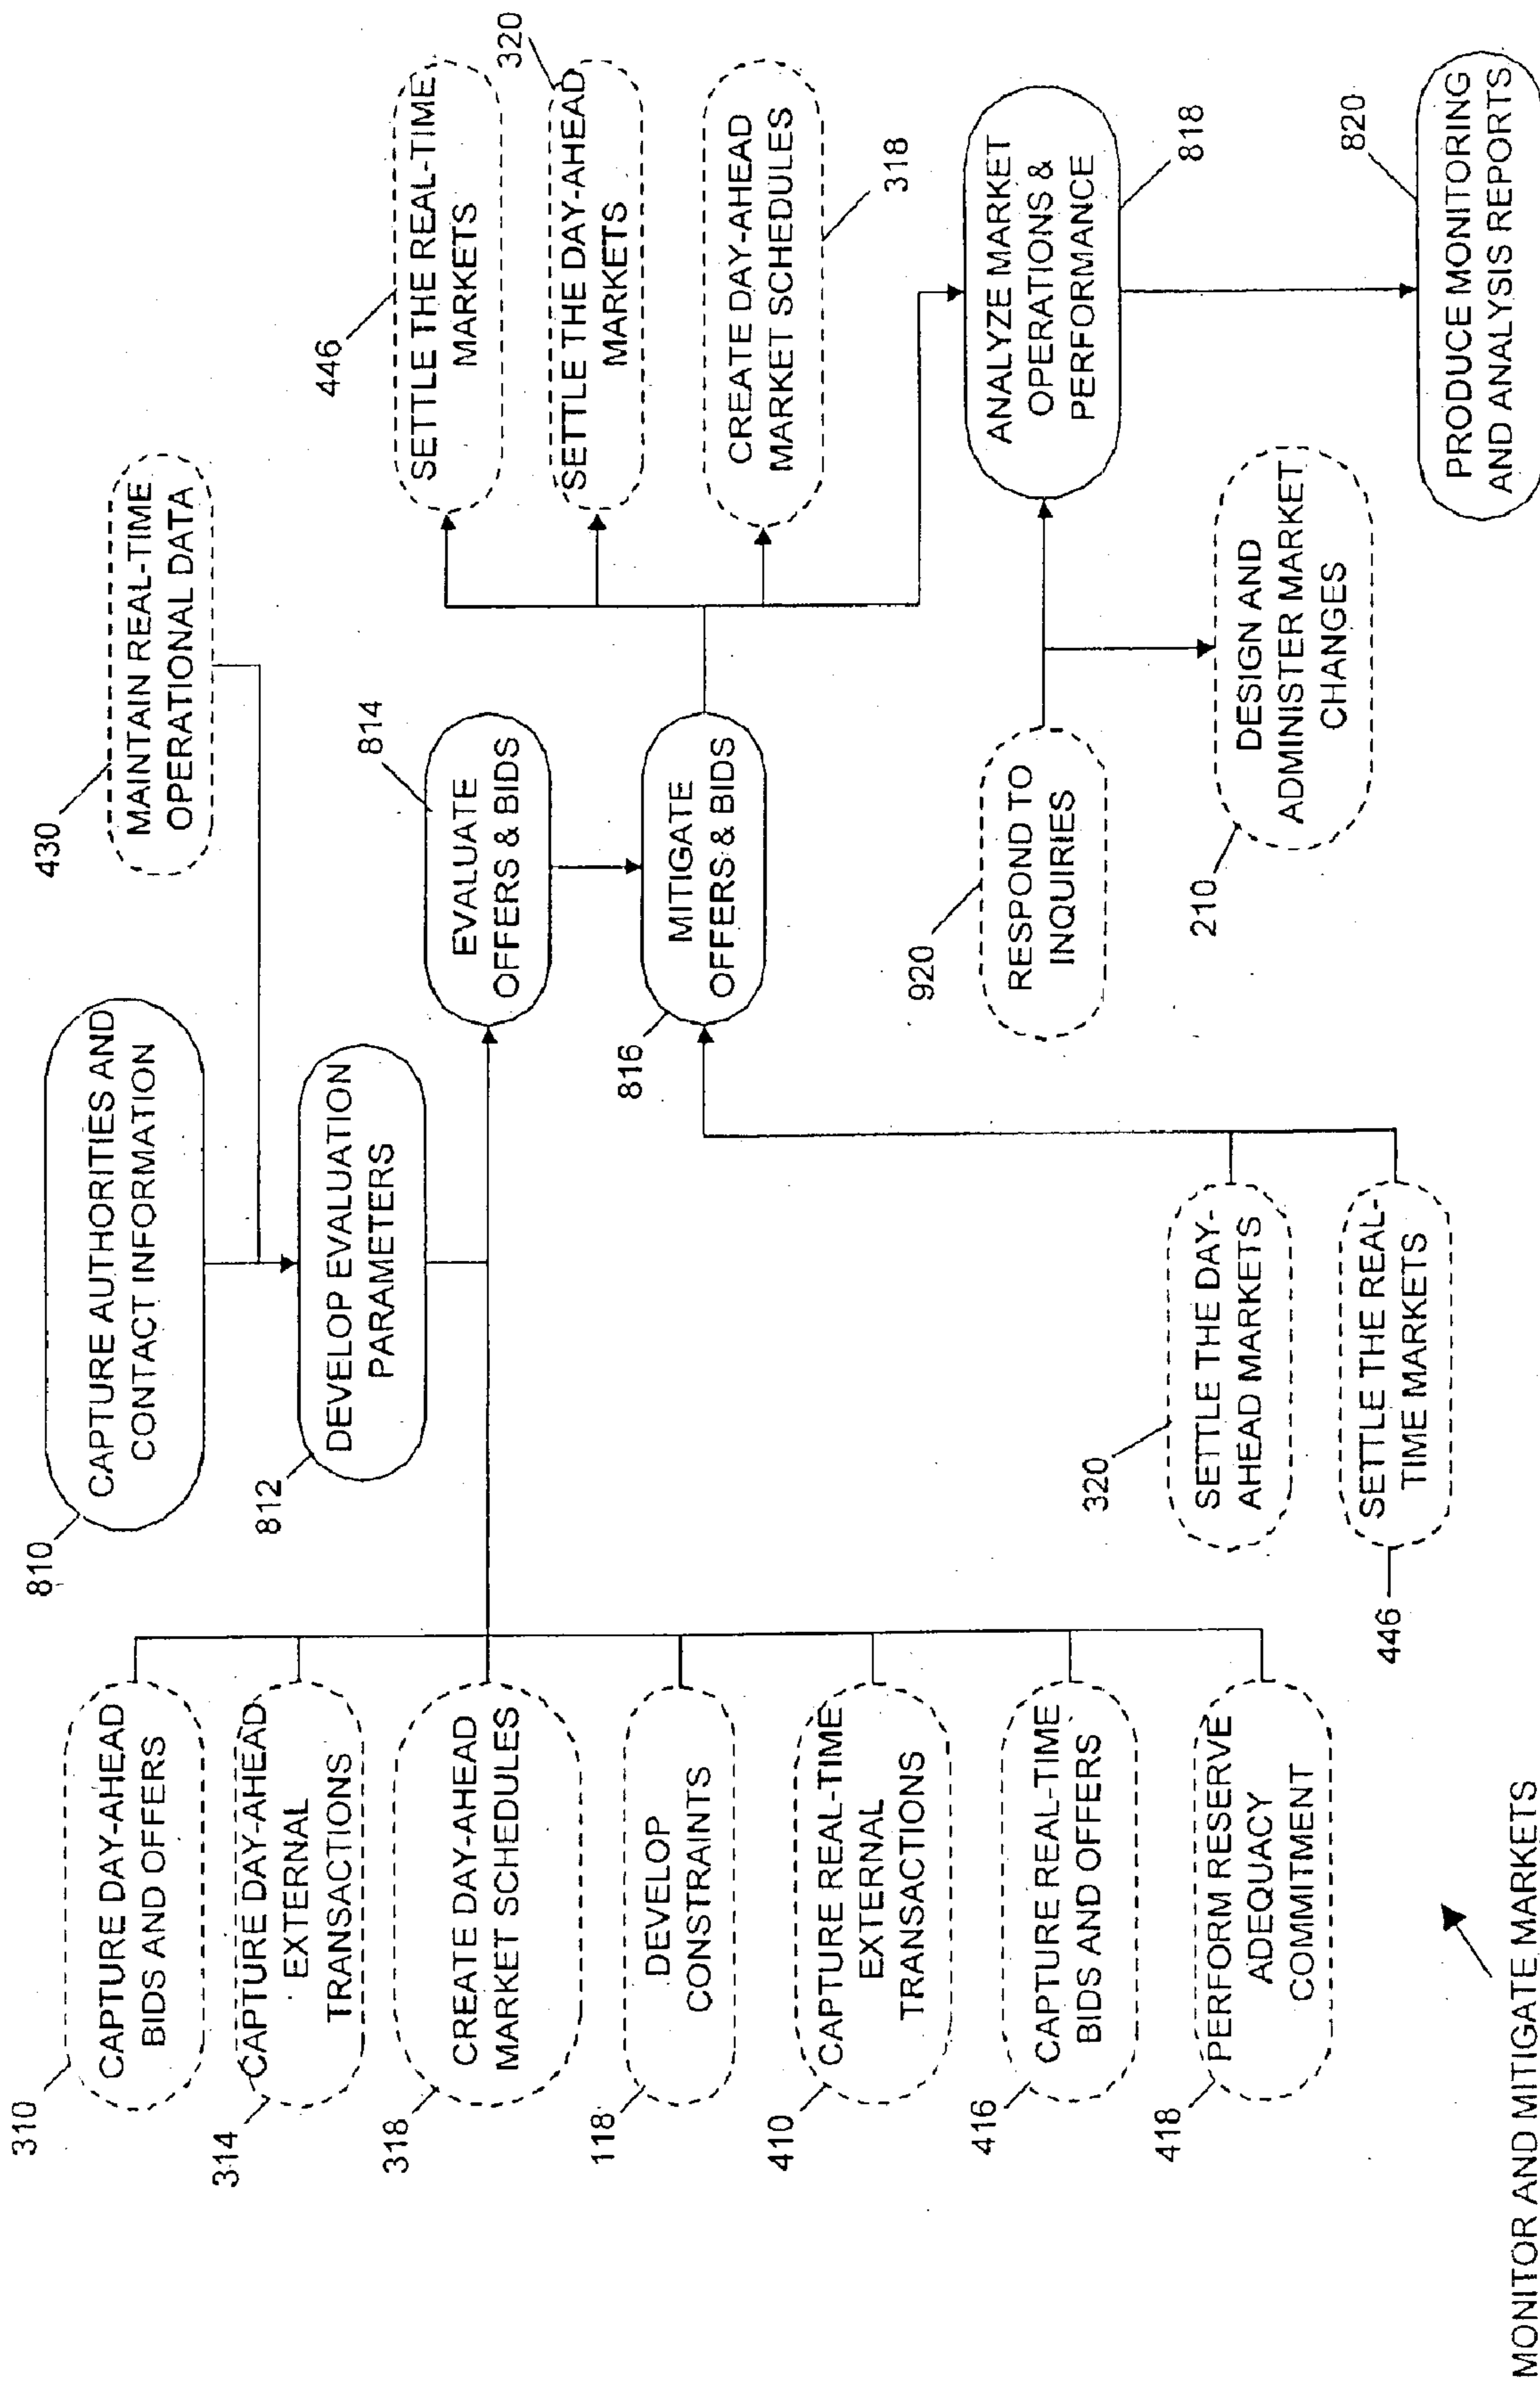 810
CAPTURE AUTHORITIES AND
CONTACT INFORMATION
430
MAINTAIN REAL-TIME
OPERATIONAL DATA
812
DEVELOP EVALUATION
PARAMETERS
310
CAPTURE DAY-AHEAD
BIDS AND OFFERS
314
CAPTURE DAY-AHEAD
EXTERNAL
TRANSACTIONS
318
CREATE DAY-AHEAD
MARKET SCHEDULES
118
DEVELOP
CONSTRAINTS
410
CAPTURE REAL-TIME
EXTERNAL
TRANSACTIONS
416
CAPTURE REAL-TIME
BIDS AND OFFERS
418
PERFORM RESERVE
ADEQUACY
COMMITMENT
814
EVALUATE
OFFERS & BIDS
816
MITIGATE
OFFERS & BIDS
320
SETTLE THE DAY-
AHEAD MARKETS
446
SETTLE THE REAL-
TIME MARKETS
446
SETTLE THE REAL-TIME
MARKETS
320
SETTLE THE DAY-AHEAD
MARKETS
CREATE DAY-AHEAD
MARKET SCHEDULES
318
920
RESPOND TO
INQUIRIES
ANALYZE MARKET
OPERATIONS &
PERFORMANCE
818
210
DESIGN AND
ADMINISTER MARKET
CHANGES
820
PRODUCE MONITORING
AND ANALYSIS REPORTS
MONITOR AND MITIGATE MARKETS